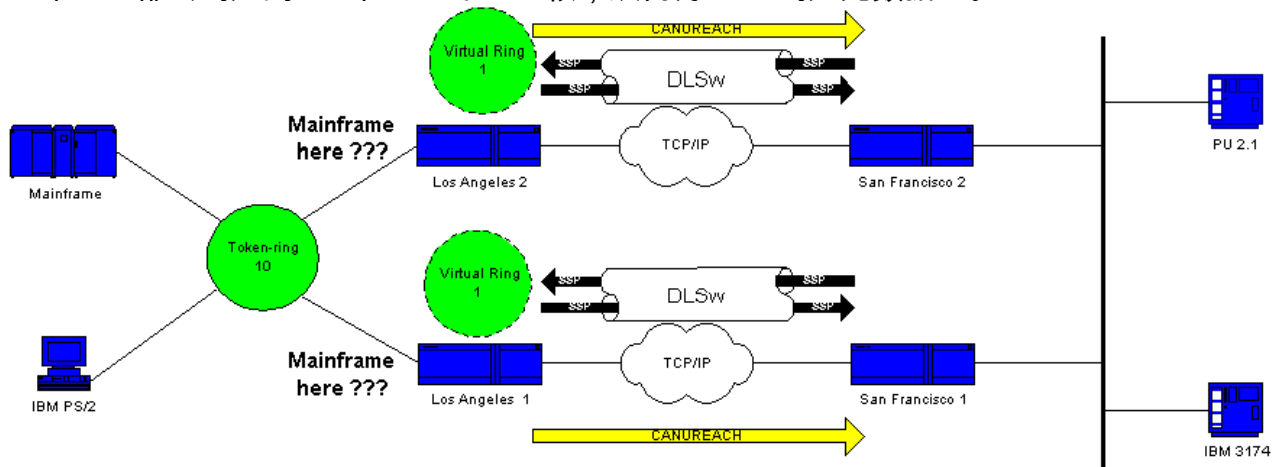 CANUREACH
Virtual Ring
1
SSP
SSP
DLSw
SSP
SSP
Mainframe
here ???
TCP/IP
PU 2.1
Mainframe
Los Angeles 2
San Francisco 2
Token-ring
10
Virtual Ring
1
SSP
SSP
DLSw
SSP
SSP
Mainframe
here ???
TCP/IP
IBM PS/2
Los Angeles 1
San Francisco 1
CANUREACH
IBM 3174